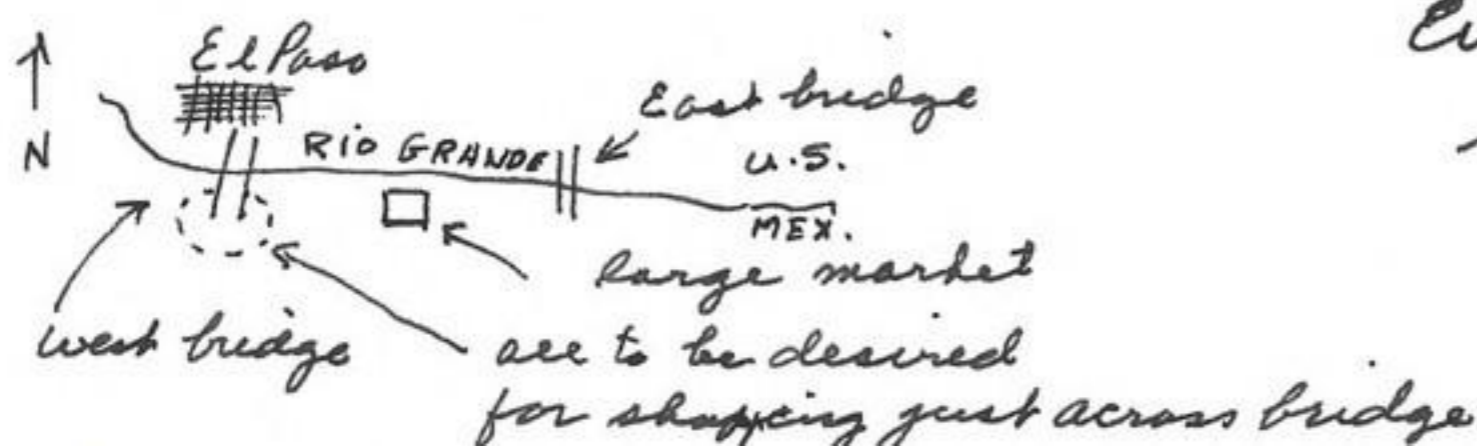 El Paso
East bridge
N
RIO GRANDE
U.S.
MEX.
large market
west bridge
all to be desired
for shopping just across bridge